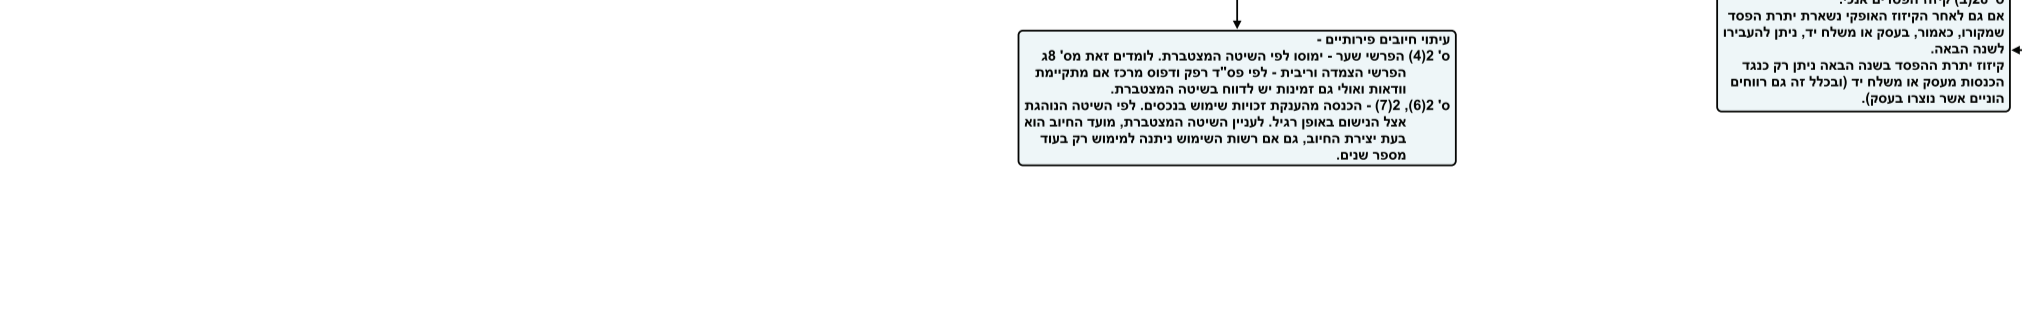 ס' 28(ב) קיזוז הפסדים אנכי.
אם גם לאחר הקיזוז האופקי נשארת יתרת הפסד
שמקורו, כאמור, בעסק או משלח יד, ניתן להעבירו
לשנה הבאה.
קיזוז יתרת ההפסד בשנה הבאה ניתן רק כנגד
הכנסות מעסק או משלח יד (ובכלל זה גם רווחים
הוניים אשר נוצרו בעסק).
עיתוי חיובים פירותיים -
ס' 2(4) הפרשי שער - ימוסו לפי השיטה המצטברת. לומדים זאת מס' 8ג
הפרשי הצמדה וריבית - לפי פס"ד רפק ודפוס מרכז אם מתקיימת
וודאות ואולי גם זמינות יש לדווח בשיטה המצטברת.
ס' 2(6), 2(7) - הכנסה מהענקת זכויות שימוש בנכסים. לפי השיטה הנוהגת
אצל הנישום באופן רגיל. לעניין השיטה המצטברת, מועד החיוב הוא
בעת יצירת החיוב, גם אם רשות השימוש ניתנה למימוש רק בעוד
מספר שנים.